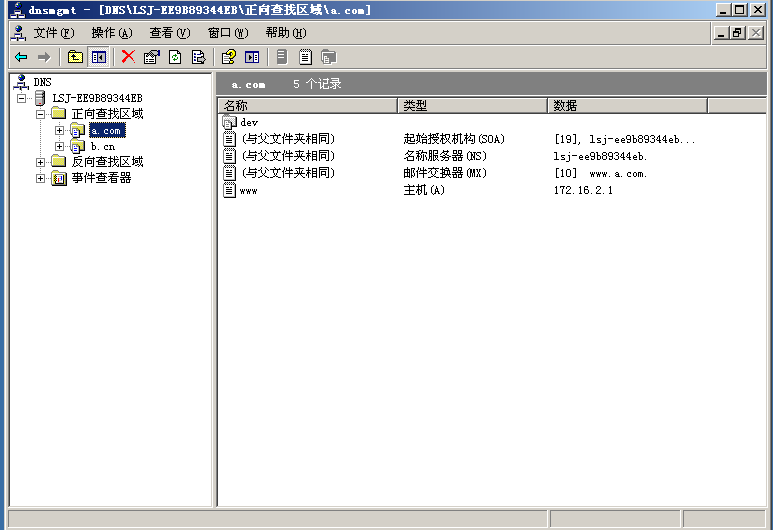 dnsmgmt - [DNS\LSJ-EE9B89344EB\正向查找区域\a.com]
文件(F) 操作(A) 查看(V) 窗口(W) 帮助(H)
DNS
LSJ-EE9B89344EB
正向查找区域
a.com
b.cn
反向查找区域
事件查看器
a.com 5 个记录
名称 类型 数据
dev
(与父文件夹相同) 起始授权机构(SOA) [19], lsj-ee9b89344eb...
(与父文件夹相同) 名称服务器(NS) lsj-ee9b89344eb.
(与父文件夹相同) 邮件交换器(MX) [10] www.a.com.
www 主机(A) 172.16.2.1